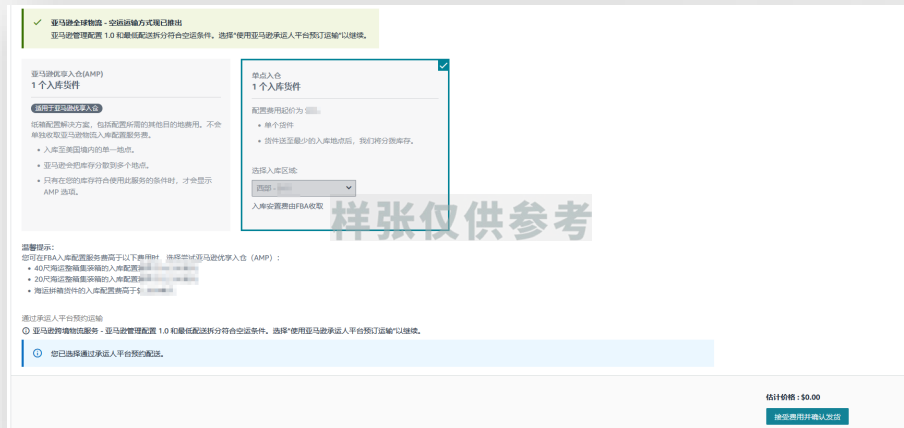 亚马逊全球物流 - 空运运输方式现已推出
亚马逊管理配置 1.0 和最低配送拆分符合空运条件。选择“使用亚马逊承运人平台预订运输”以继续。
亚马逊优享入仓(AMP)
1 个入库货件
适用于亚马逊优享入仓
纸箱配置解决方案，包括配置所需的其他目的地费用。不会
单独收取亚马逊物流入库配置服务费。
• 入库至美国境内的单一地点。
• 亚马逊会把库存分散到多个地点。
• 只有在您的库存符合使用此服务的条件时，才会显示
AMP 选项。
单点入仓
1 个入库货件
配置费用起价为
• 单个货件
• 货件送至最少的入库地点后，我们将分拨库存。
选择入库区域:
西部 -
入库安置费由FBA收取
样张仅供参考
温馨提示：
您可在FBA入库配置服务费高于以下费用时，选择尝试亚马逊优享入仓（AMP）：
• 40尺海运整箱集装箱的入库配置
• 20尺海运整箱集装箱的入库配置
• 海运拼箱货件的入库配置费高于$
通过承运人平台预约运输
亚马逊跨境物流服务 - 亚马逊管理配置 1.0 和最低配送拆分符合空运条件。选择“使用亚马逊承运人平台预订运输”以继续。
您已选择通过承运人平台预约配送。
估计价格 : $0.00
接受费用并确认发货